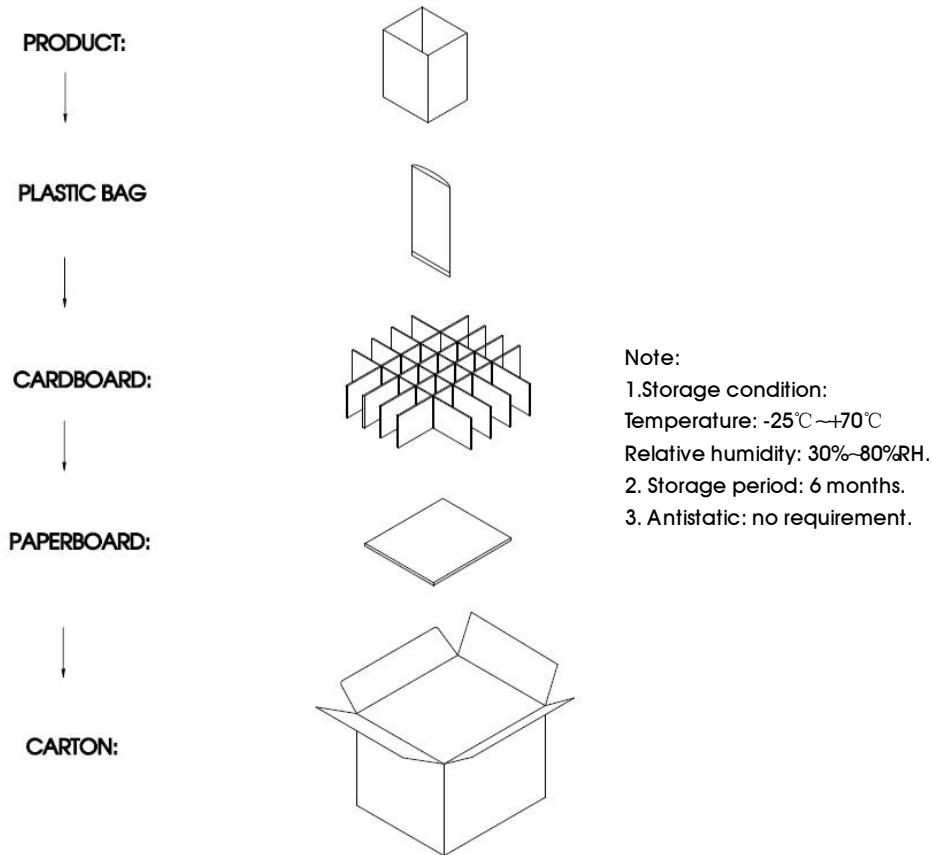 PRODUCT:
PLASTIC BAG
CARDBOARD:
PAPERBOARD:
CARTON:
Note:
1.Storage condition:
Temperature: -25℃~+70℃
Relative humidity: 30%~80%RH.
2. Storage period: 6 months.
3. Antistatic: no requirement.